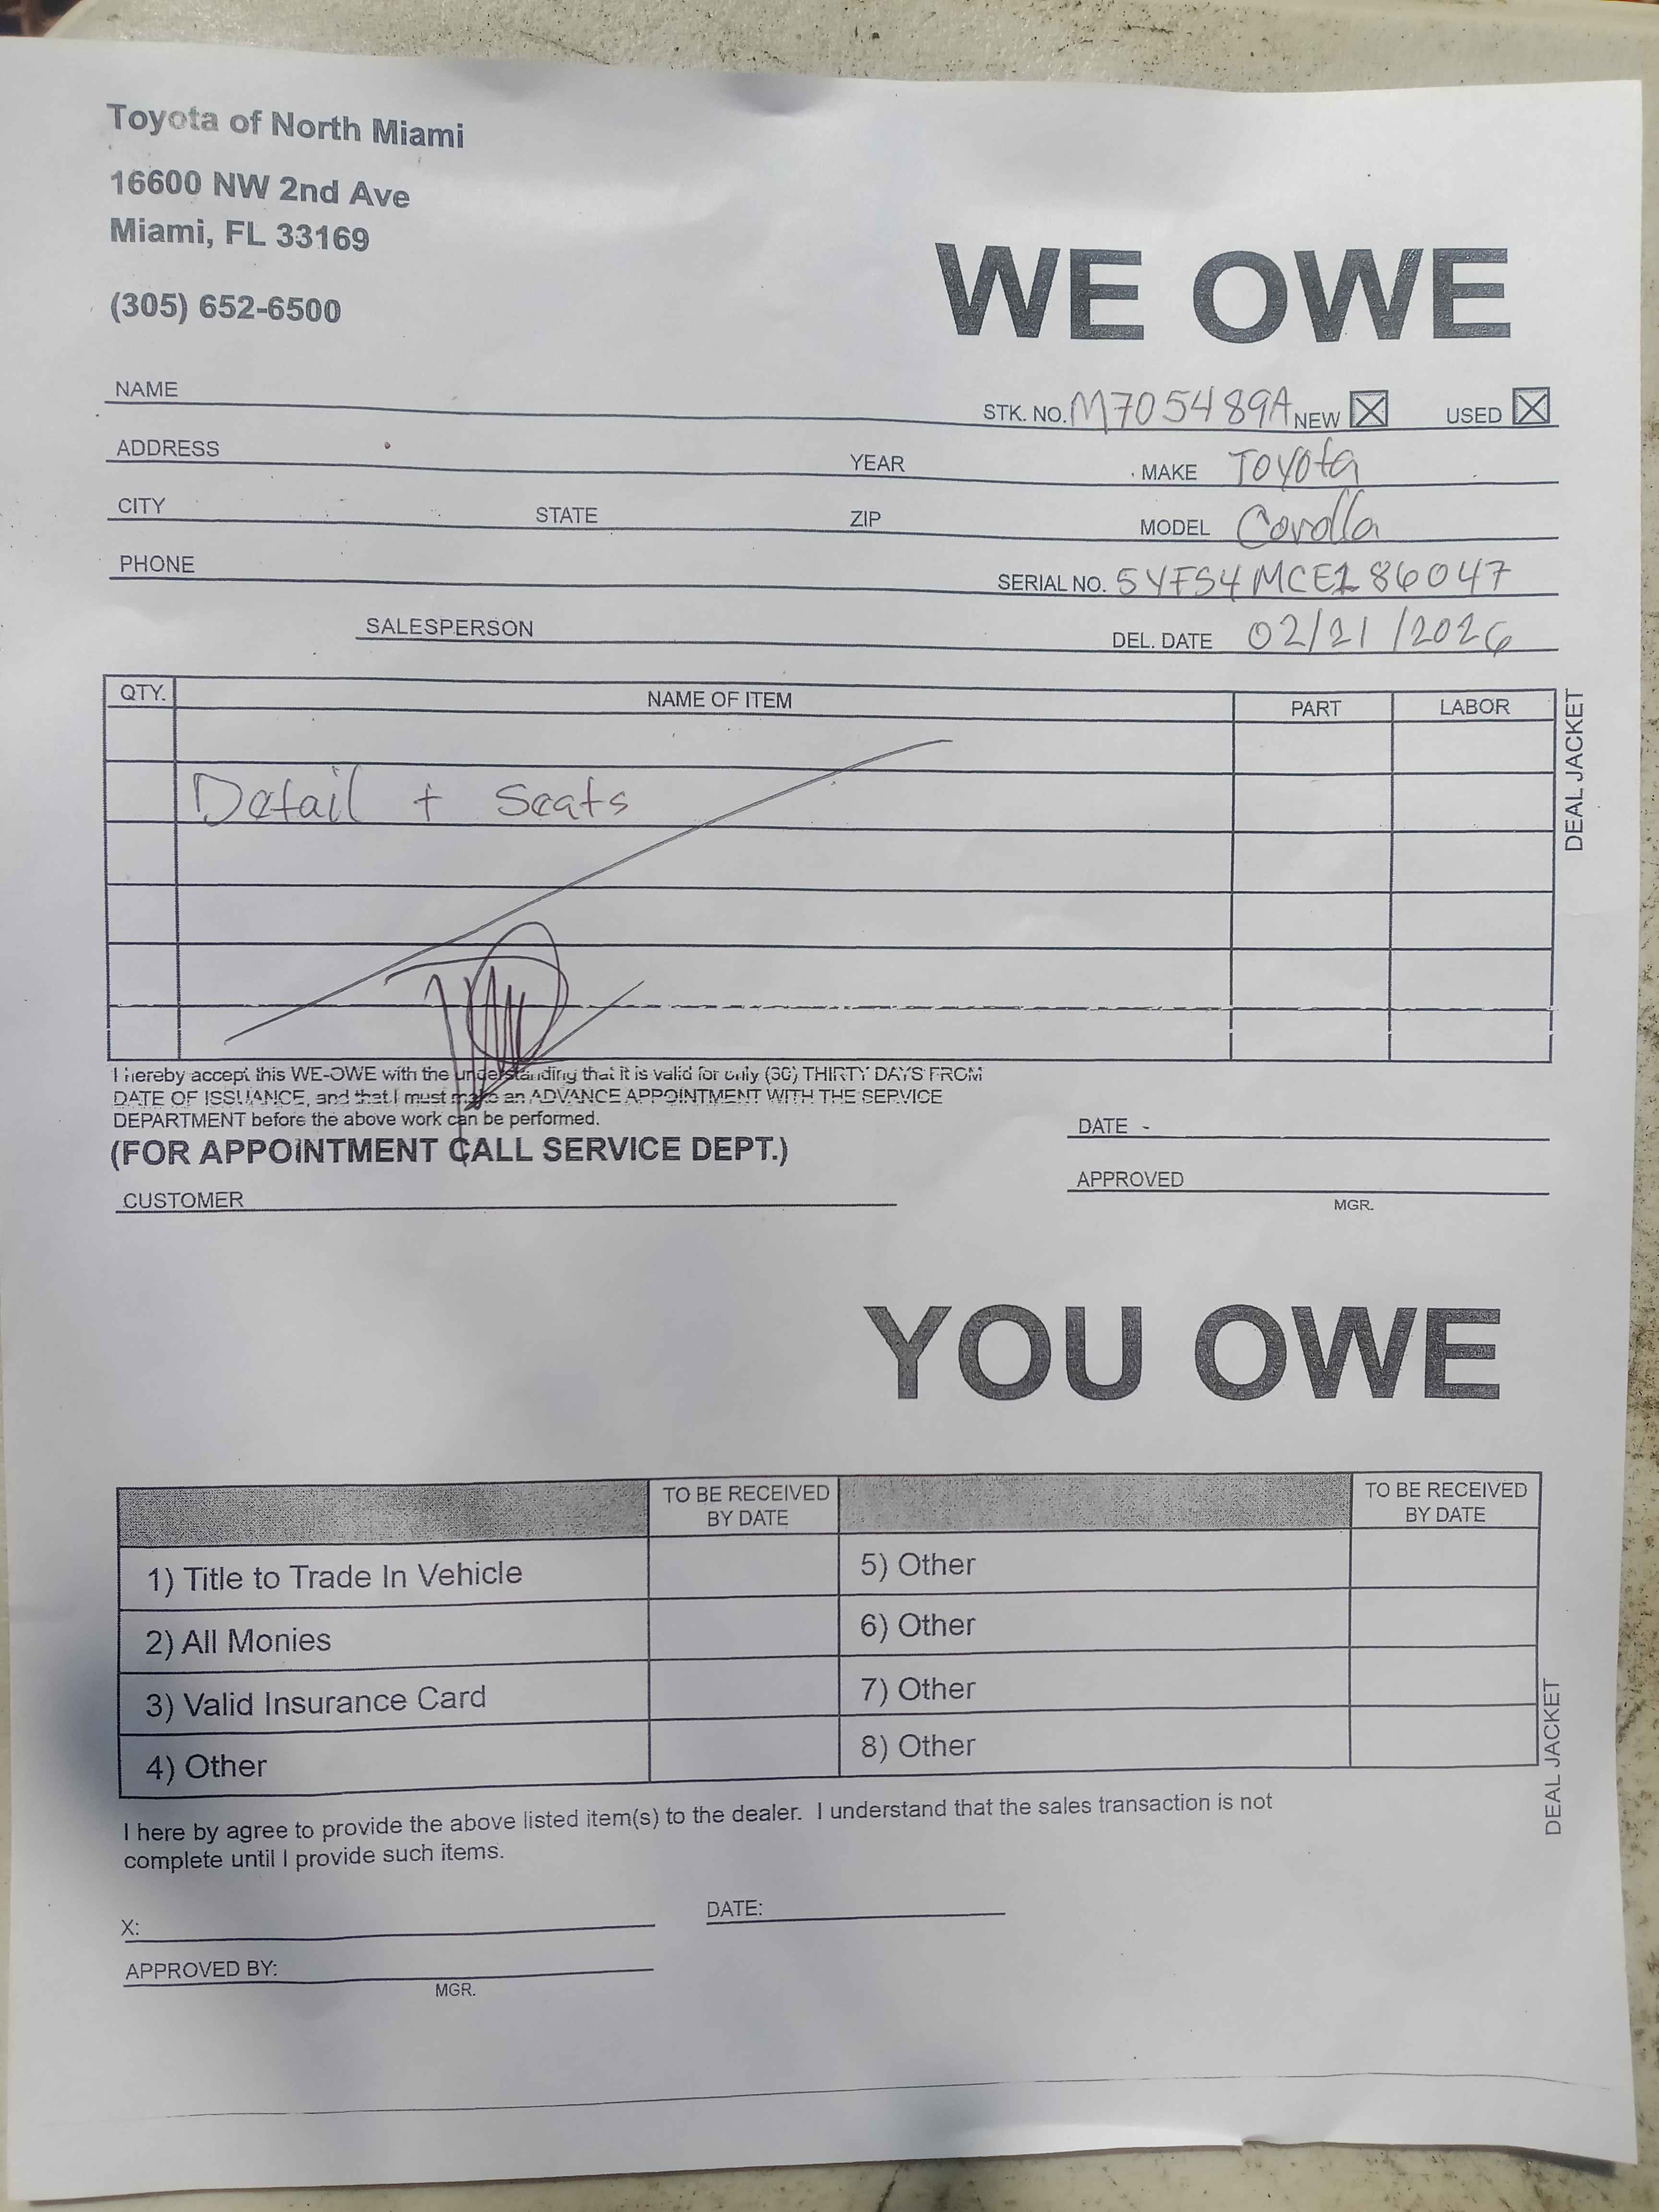 Toyota of North Miami
16600 NW 2nd Ave
Miami, FL 33169
(305) 652-6500
WE OWE
NAME
STK. NO. M705489A NEW ☒ USED ☒
ADDRESS YEAR MAKE Toyota
CITY STATE ZIP MODEL Corolla
PHONE SERIAL NO. 5YFS4MCE186047
SALESPERSON DEL. DATE 02/21/2026
QTY. NAME OF ITEM PART LABOR
Detail + Seats
DEAL JACKET
I hereby accept this WE-OWE with the understanding that it is valid for only (30) THIRTY DAYS FROM
DATE OF ISSUANCE, and that I must make an ADVANCE APPOINTMENT WITH THE SERVICE
DEPARTMENT before the above work can be performed.
(FOR APPOINTMENT CALL SERVICE DEPT.)
DATE -
APPROVED
MGR.
CUSTOMER
YOU OWE
TO BE RECEIVED BY DATE TO BE RECEIVED BY DATE
1) Title to Trade In Vehicle 5) Other
2) All Monies 6) Other
3) Valid Insurance Card 7) Other
4) Other 8) Other
DEAL JACKET
I here by agree to provide the above listed item(s) to the dealer. I understand that the sales transaction is not
complete until I provide such items.
X: DATE:
APPROVED BY:
MGR.